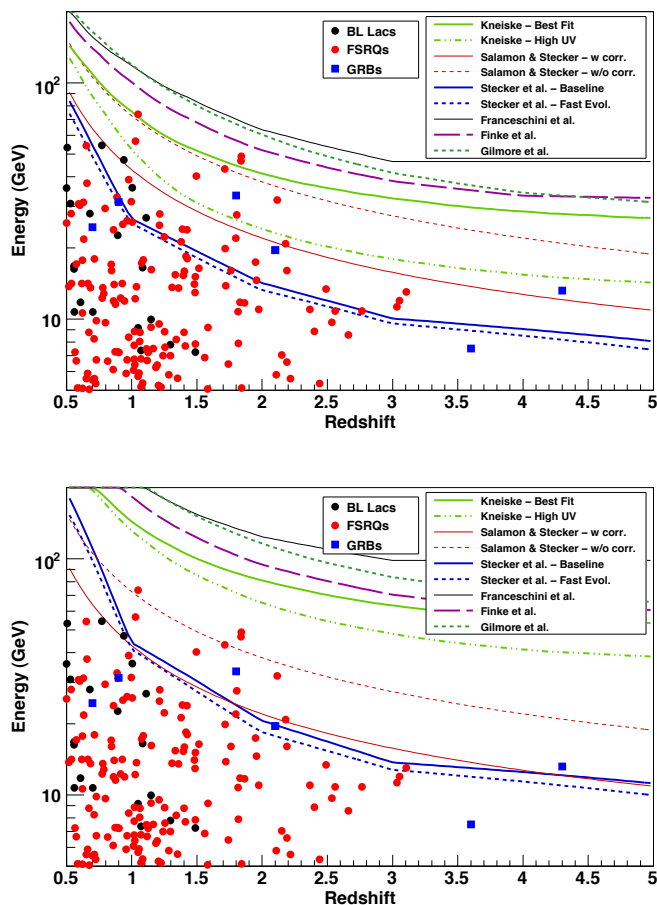 BL Lacs
FSRQs
GRBs
Kneiske – Best Fit
Kneiske – High UV
Salamon & Stecker – w corr.
Salamon & Stecker – w/o corr.
Stecker et al. – Baseline
Stecker et al. – Fast Evol.
Franceschini et al.
Finke et al.
Gilmore et al.
Energy (GeV)
10²
10
0.5 1 1.5 2 2.5 3 3.5 4 4.5 5
Redshift
BL Lacs
FSRQs
GRBs
Kneiske – Best Fit
Kneiske – High UV
Salamon & Stecker – w corr.
Salamon & Stecker – w/o corr.
Stecker et al. – Baseline
Stecker et al. – Fast Evol.
Franceschini et al.
Finke et al.
Gilmore et al.
Energy (GeV)
10²
10
0.5 1 1.5 2 2.5 3 3.5 4 4.5 5
Redshift